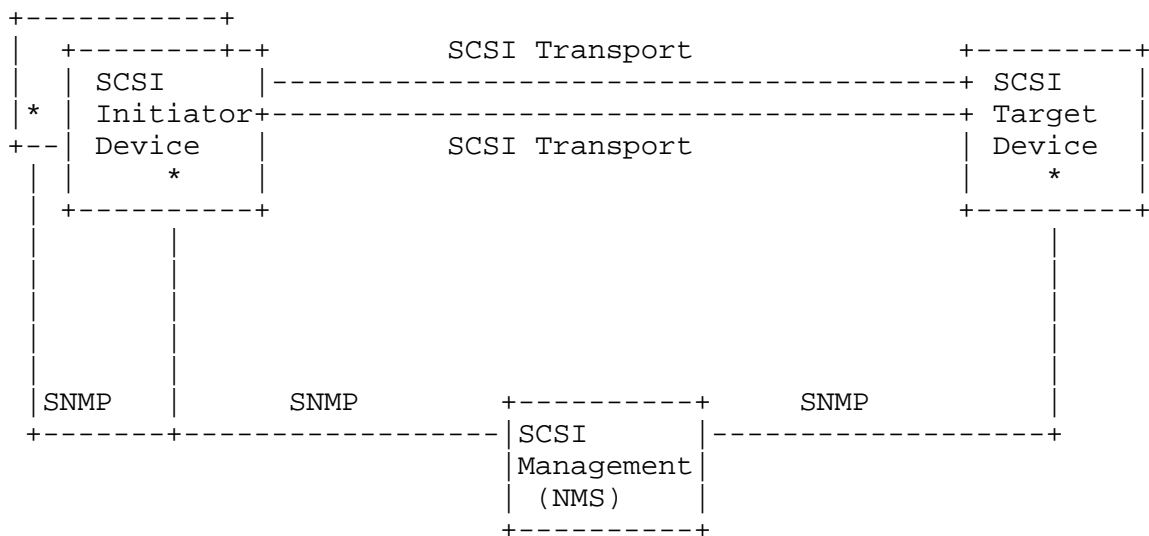 SCSI Transport
SCSI SCSI
* Initiator Target
Device SCSI Transport Device
* *
SNMP SNMP SNMP
SCSI
Management
(NMS)